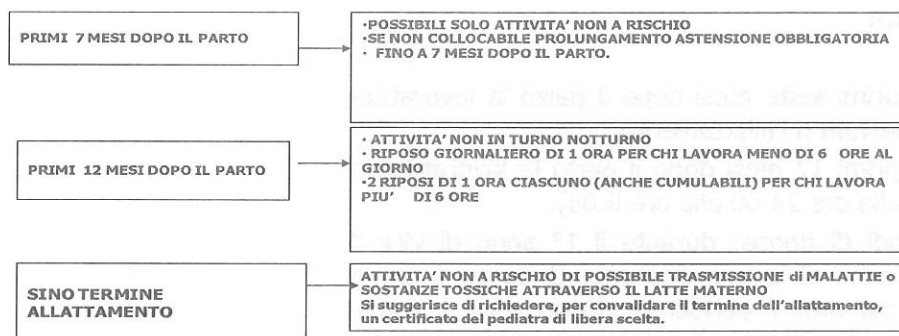 PRIMI 7 MESI DOPO IL PARTO
·POSSIBILI SOLO ATTIVITA' NON A RISCHIO
·SE NON COLLOCABILE PROLUNGAMENTO ASTENSIONE OBBLIGATORIA
· FINO A 7 MESI DOPO IL PARTO.
PRIMI 12 MESI DOPO IL PARTO
· ATTIVITA' NON IN TURNO NOTTURNO
· RIPOSO GIORNALIERO DI 1 ORA PER CHI LAVORA MENO DI 6 ORE AL
GIORNO
·2 RIPOSI DI 1 ORA CIASCUNO (ANCHE CUMULABILI) PER CHI LAVORA
PIU' DI 6 ORE
SINO TERMINE
ALLATTAMENTO
ATTIVITA' NON A RISCHIO DI POSSIBILE TRASMISSIONE di MALATTIE o
SOSTANZE TOSSICHE ATTRAVERSO IL LATTE MATERNO
Si suggerisce di richiedere, per convalidare il termine dell'allattamento,
un certificato del pediatra di libera scelta.